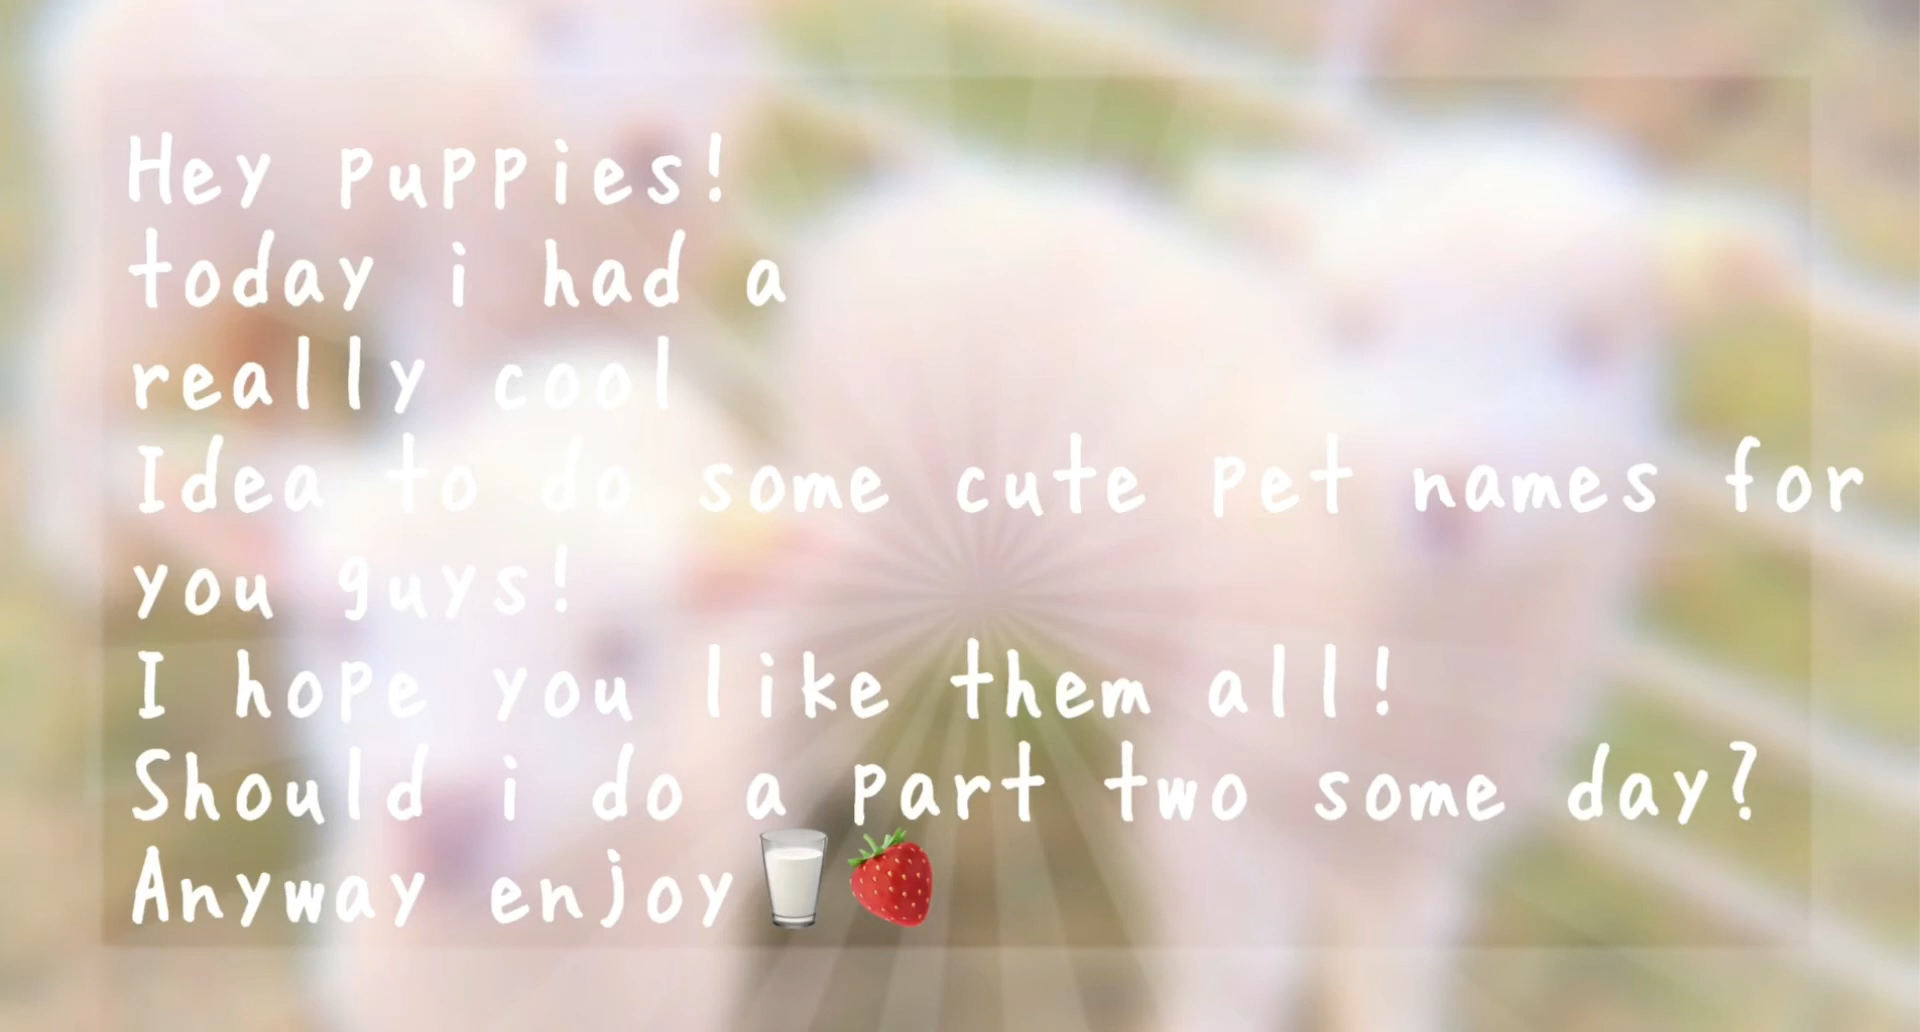 Hey puppies!
today i had a
really cool
Idea to do some cute pet names for
you guys!
I hope you like them all!
Should i do a part two some day?
Anyway enjoy🥛🍓